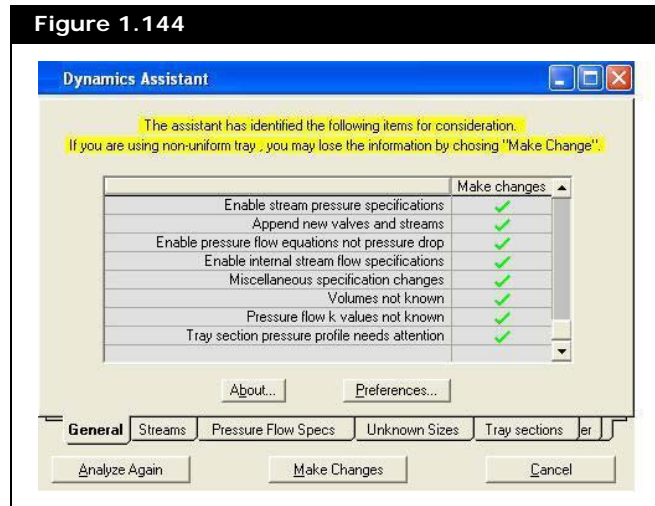 Figure 1.144
Dynamics Assistant
The assistant has identified the following items for consideration.
If you are using non-uniform tray , you may lose the information by chosing "Make Change".
Make changes
Enable stream pressure specifications
Append new valves and streams
Enable pressure flow equations not pressure drop
Enable internal stream flow specifications
Miscellaneous specification changes
Volumes not known
Pressure flow k values not known
Tray section pressure profile needs attention
About... Preferences...
General Streams Pressure Flow Specs Unknown Sizes Tray sections er
Analyze Again Make Changes Cancel